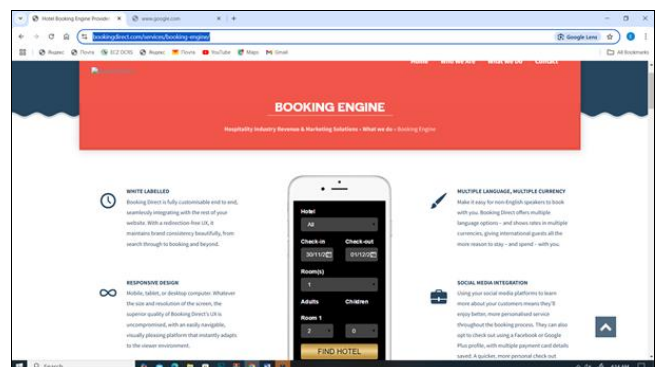 Hotel Booking Engine Provider
www.google.com
bookingdirect.com/services/booking-engine/
Google Lens
Яндекс
Почта
Яндекс
Почта
YouTube
Maps
Gmail
All Bookmarks
Home Who We Are What We Do Contact
BOOKING ENGINE
Hospitality Industry Revenue & Marketing Solutions » What we do » Booking Engine
WHITE LABELLED
Booking Direct is fully customisable end to end,
seamlessly integrating with the rest of your
website. With a redirection-free UX, it
maintains brand consistency beautifully, from
search through to booking and beyond.
RESPONSIVE DESIGN
Mobile, tablet, or desktop computer. Whatever
the size and resolution of the screen, the
superior quality of Booking Direct's UX is
uncompromised, with an easily navigable,
visually pleasing platform that instantly adapts
to the viewer environment.
Hotel
All
Check-in Check-out
30/11/2 01/12/2
Room(s)
1
Adults Children
Room 1
2 0
FIND HOTEL
MULTIPLE LANGUAGE, MULTIPLE CURRENCY
Make it easy for non-English speakers to book
with you. Booking Direct offers multiple
language options – and shows rates in multiple
currencies, giving international guests all the
more reason to stay – and spend – with you.
SOCIAL MEDIA INTEGRATION
Using your social media platforms to learn
more about your customers means they'll
enjoy better, more personalised service
throughout the booking process. They can also
opt to check out using a Facebook or Google
Plus profile, with multiple payment card details
saved. A quicker, more personal check-out
Search